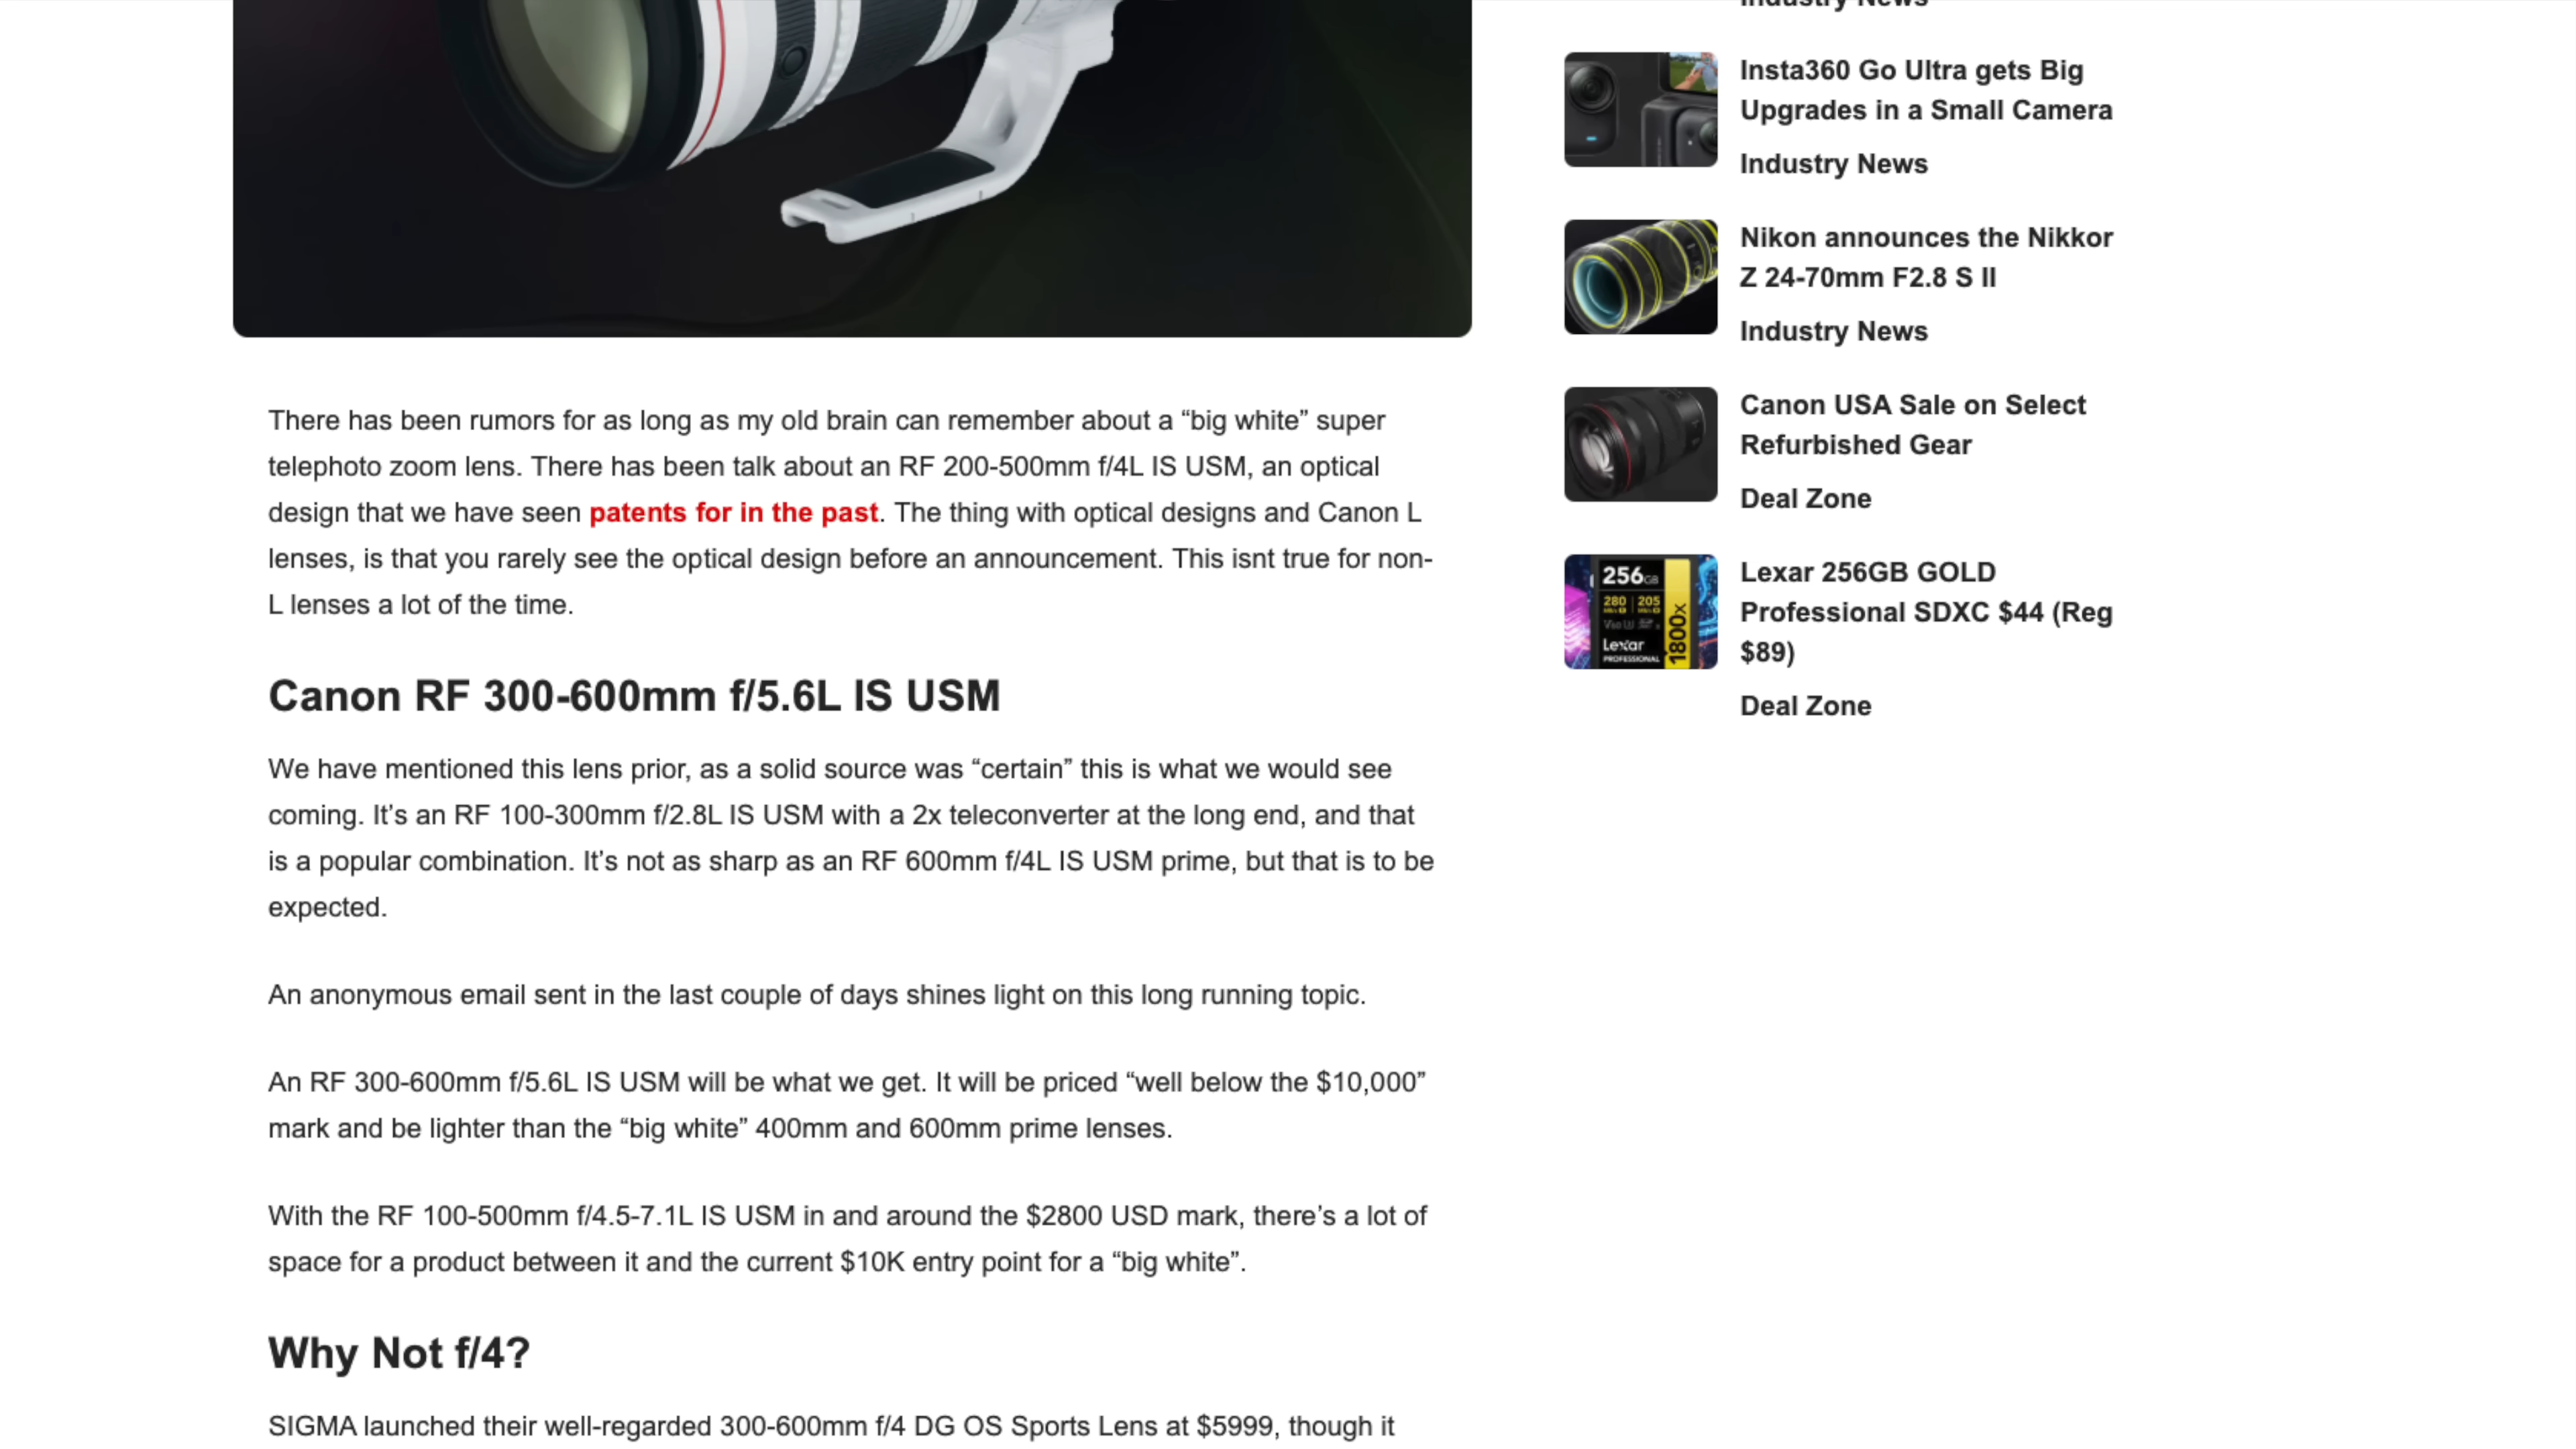 There has been rumors for as long as my old brain can remember about a “big white” super
telephoto zoom lens. There has been talk about an RF 200-500mm f/4L IS USM, an optical
design that we have seen patents for in the past. The thing with optical designs and Canon L
lenses, is that you rarely see the optical design before an announcement. This isnt true for non-
L lenses a lot of the time.
Canon RF 300-600mm f/5.6L IS USM
We have mentioned this lens prior, as a solid source was “certain” this is what we would see
coming. It’s an RF 100-300mm f/2.8L IS USM with a 2x teleconverter at the long end, and that
is a popular combination. It’s not as sharp as an RF 600mm f/4L IS USM prime, but that is to be
expected.
An anonymous email sent in the last couple of days shines light on this long running topic.
An RF 300-600mm f/5.6L IS USM will be what we get. It will be priced “well below the $10,000”
mark and be lighter than the “big white” 400mm and 600mm prime lenses.
With the RF 100-500mm f/4.5-7.1L IS USM in and around the $2800 USD mark, there’s a lot of
space for a product between it and the current $10K entry point for a “big white”.
Why Not f/4?
SIGMA launched their well-regarded 300-600mm f/4 DG OS Sports Lens at $5999, though it
Industry News
Insta360 Go Ultra gets Big
Upgrades in a Small Camera
Industry News
Nikon announces the Nikkor
Z 24-70mm F2.8 S II
Industry News
Canon USA Sale on Select
Refurbished Gear
Deal Zone
256GB
280 205
Lexar
PROFESSIONAL
1800x
Lexar 256GB GOLD
Professional SDXC $44 (Reg
$89)
Deal Zone